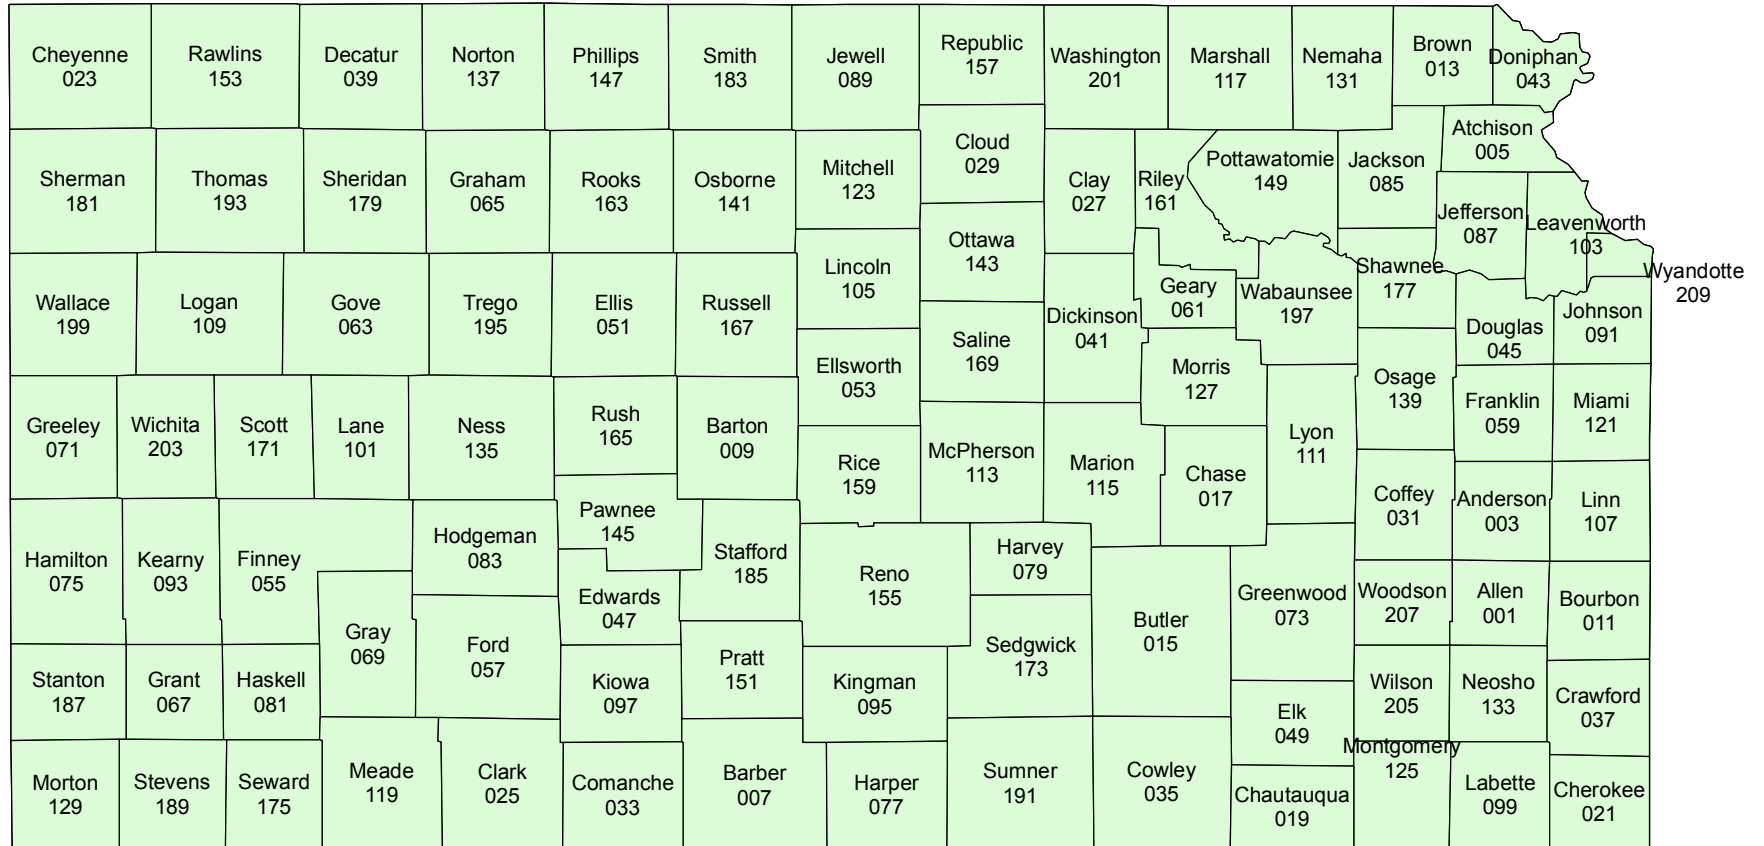 Cheyenne
023
Rawlins
153
Decatur
039
Norton
137
Phillips
147
Smith
183
Jewell
089
Republic
157
Washington
201
Marshall
117
Nemaha
131
Brown
013
Doniphan
043
Sherman
181
Thomas
193
Sheridan
179
Graham
065
Rooks
163
Osborne
141
Mitchell
123
Cloud
029
Clay
027
Riley
161
Pottawatomie
149
Jackson
085
Atchison
005
Jefferson
087
Leavenworth
103
Wyandotte
209
Wallace
199
Logan
109
Gove
063
Trego
195
Ellis
051
Russell
167
Lincoln
105
Ottawa
143
Dickinson
041
Geary
061
Wabaunsee
197
Shawnee
177
Douglas
045
Johnson
091
Ellsworth
053
Saline
169
Morris
127
Osage
139
Franklin
059
Miami
121
Greeley
071
Wichita
203
Scott
171
Lane
101
Ness
135
Rush
165
Barton
009
Rice
159
McPherson
113
Marion
115
Chase
017
Lyon
111
Coffey
031
Anderson
003
Linn
107
Hamilton
075
Kearny
093
Finney
055
Hodgeman
083
Pawnee
145
Stafford
185
Reno
155
Harvey
079
Edwards
047
Gray
069
Ford
057
Butler
015
Greenwood
073
Woodson
207
Allen
001
Bourbon
011
Stanton
187
Grant
067
Haskell
081
Kiowa
097
Pratt
151
Kingman
095
Sedgwick
173
Elk
049
Wilson
205
Neosho
133
Crawford
037
Morton
129
Stevens
189
Seward
175
Meade
119
Clark
025
Comanche
033
Barber
007
Harper
077
Sumner
191
Cowley
035
Chautauqua
019
Montgomery
125
Labette
099
Cherokee
021